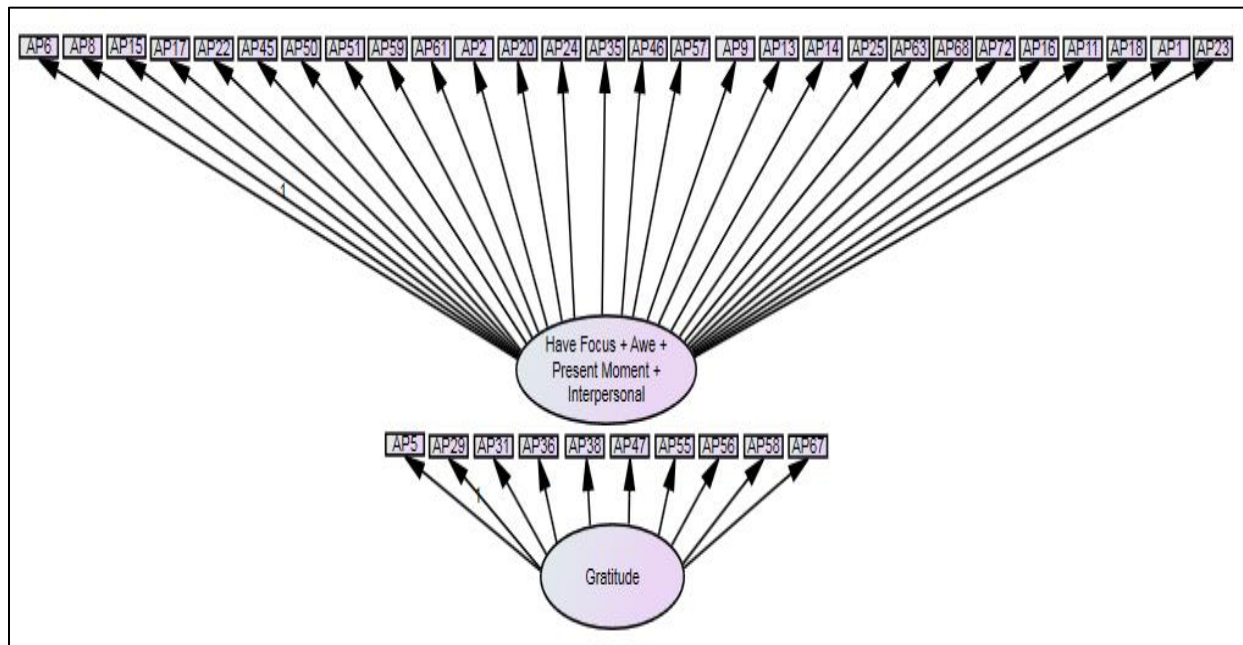 AP6 AP8 AP15 AP17 AP22 AP45 AP50 AP51 AP59 AP61 AP2 AP20 AP24 AP35 AP46 AP57 AP9 AP13 AP14 AP25 AP63 AP68 AP72 AP16 AP11 AP18 AP1 AP23
1
Have Focus + Awe +
Present Moment +
Interpersonal
AP5 AP29 AP31 AP36 AP38 AP47 AP55 AP56 AP58 AP67
1
Gratitude